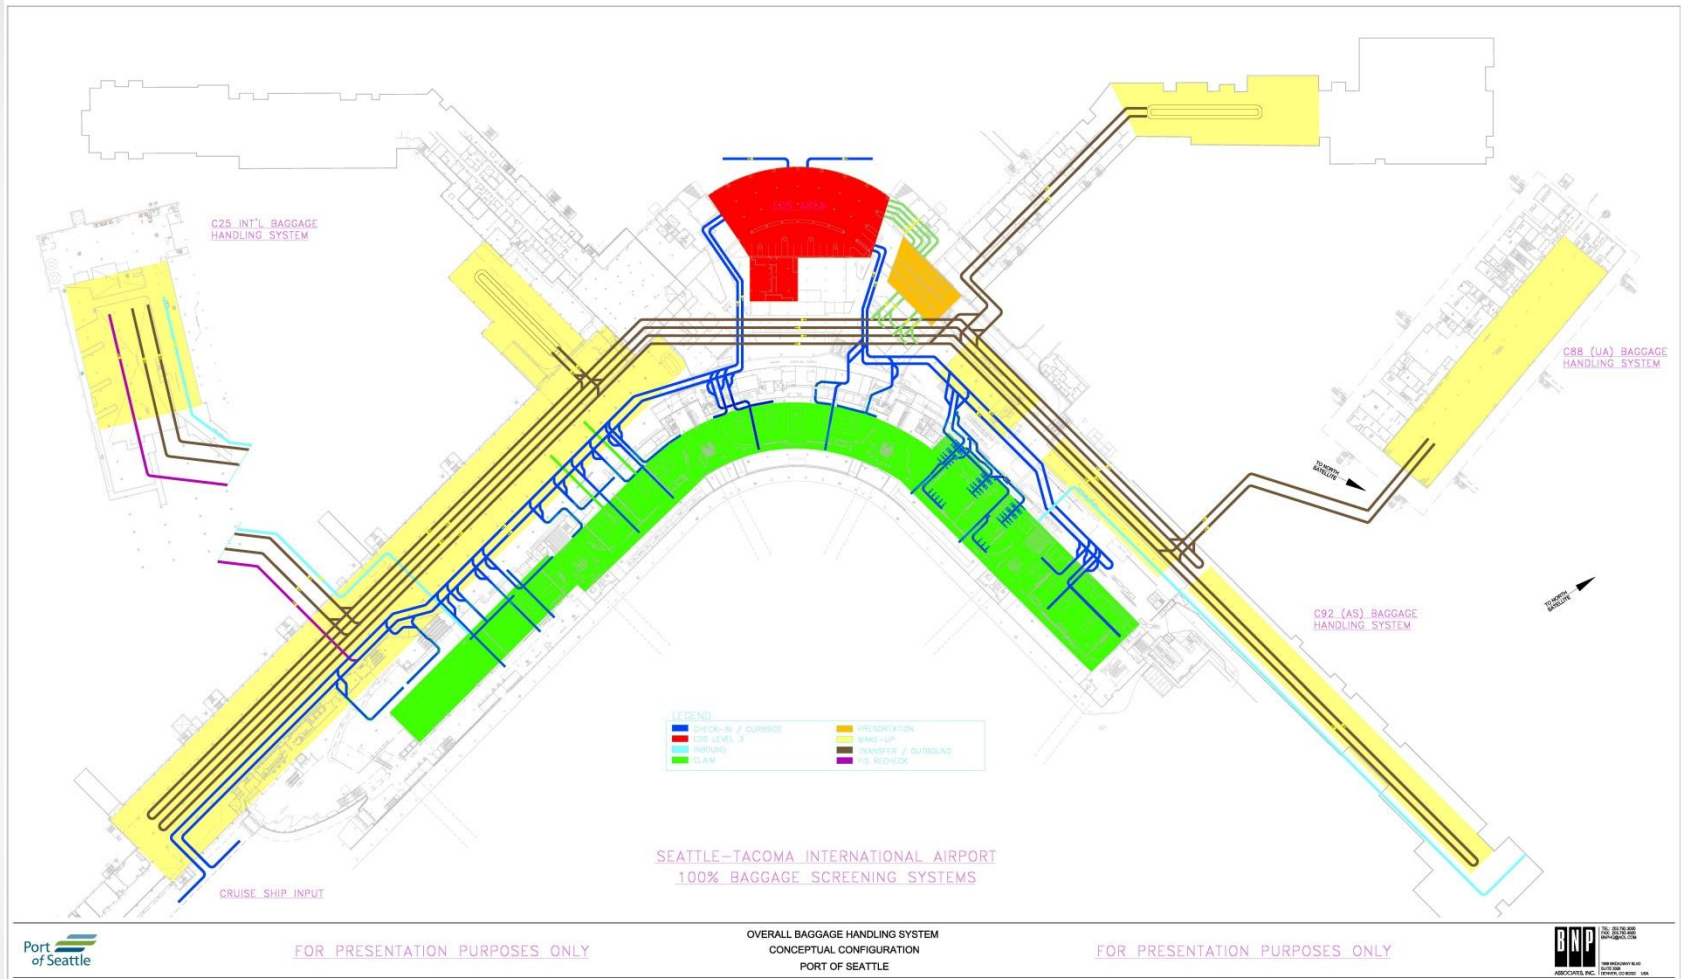 C25 INT'L BAGGAGE
HANDLING SYSTEM
C88 (UA) BAGGAGE
HANDLING SYSTEM
TO NORTH
SATELLITE
TO NORTH
SATELLITE
C92 (AS) BAGGAGE
HANDLING SYSTEM
LEGEND
CHECK-IN / CURBSIDE
INBOUND
CLAIM
PRESORTATION
MAKE-UP
TRANSFER / OUTBOUND
FIS RECHECK
SEATTLE-TACOMA INTERNATIONAL AIRPORT
100% BAGGAGE SCREENING SYSTEMS
CRUISE SHIP INPUT
Port
of Seattle
FOR PRESENTATION PURPOSES ONLY
OVERALL BAGGAGE HANDLING SYSTEM
CONCEPTUAL CONFIGURATION
PORT OF SEATTLE
FOR PRESENTATION PURPOSES ONLY
BNP
ASSOCIATES, INC.